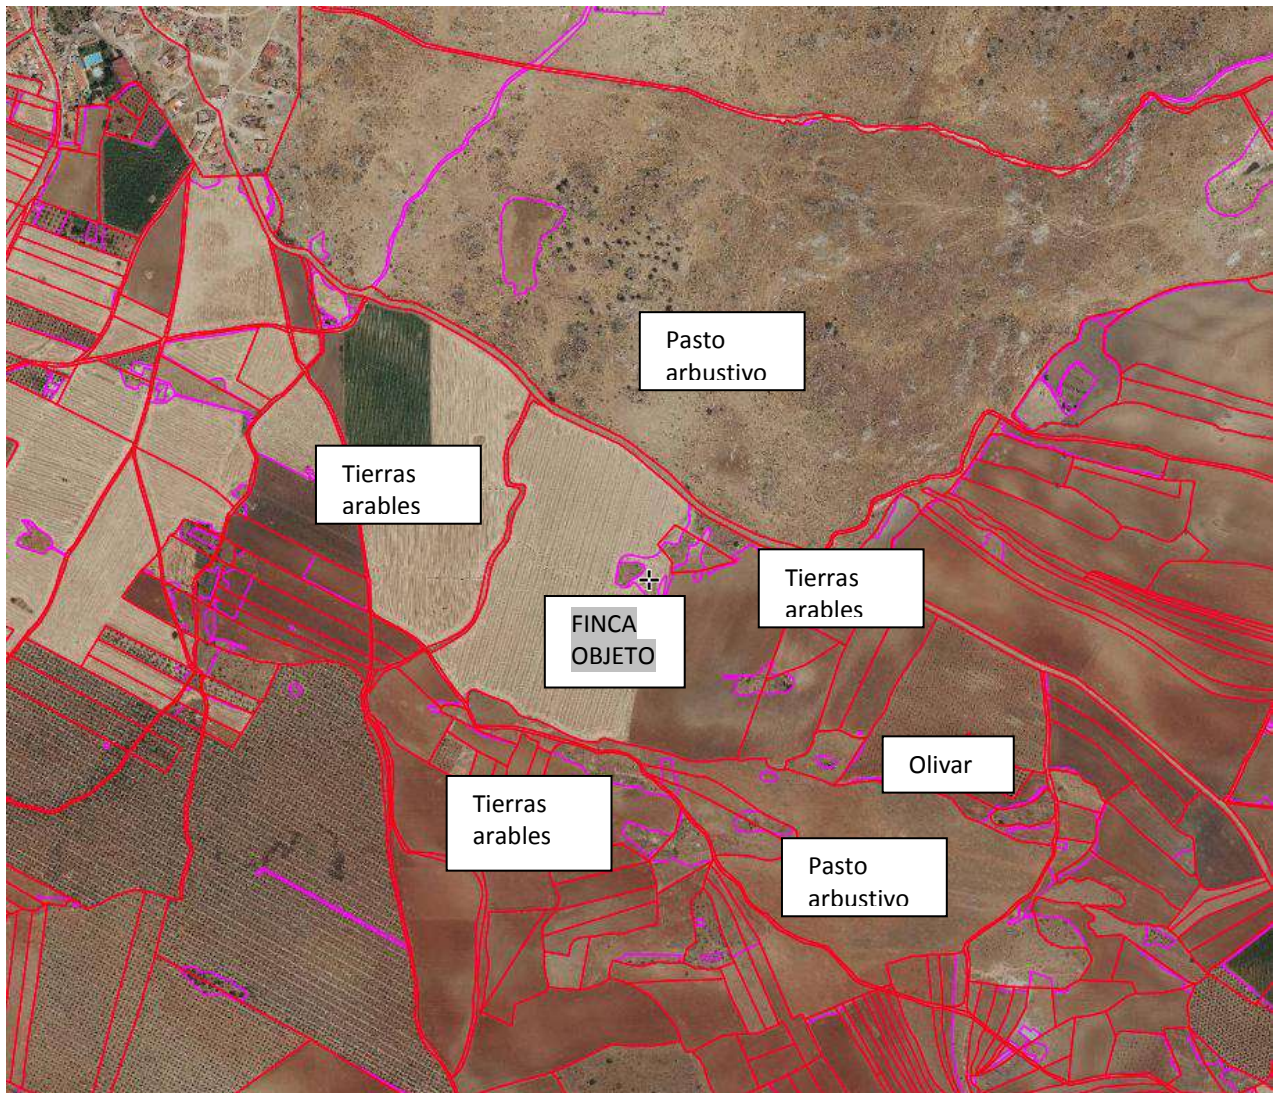 Pasto
arbustivo
Tierras
arables
Tierras
arables
FINCA
OBJETO
Olivar
Tierras
arables
Pasto
arbustivo